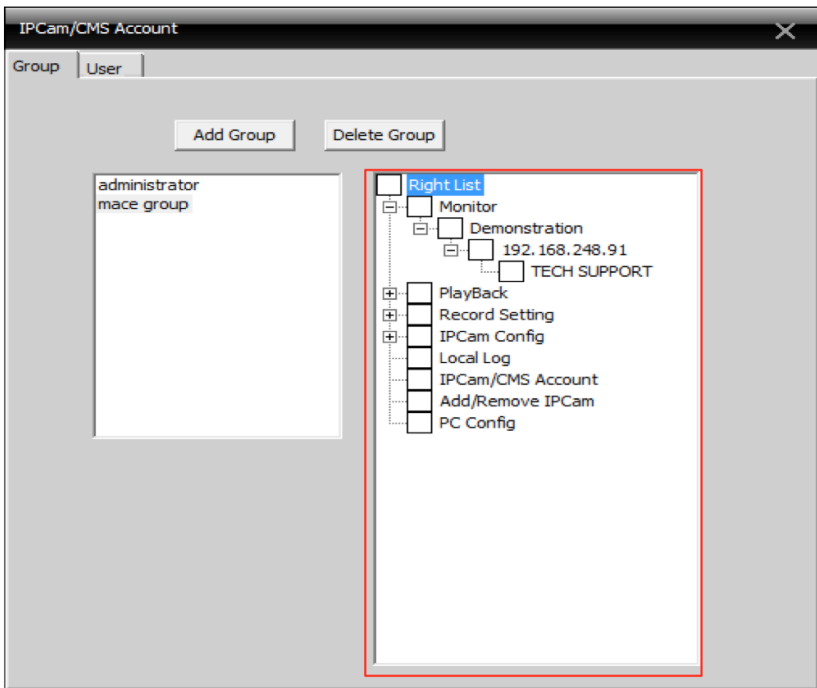 IPCam/CMS Account
Group User
Add Group Delete Group
administrator
mace group
Right List
Monitor
Demonstration
192.168.248.91
TECH SUPPORT
PlayBack
Record Setting
IPCam Config
Local Log
IPCam/CMS Account
Add/Remove IPCam
PC Config